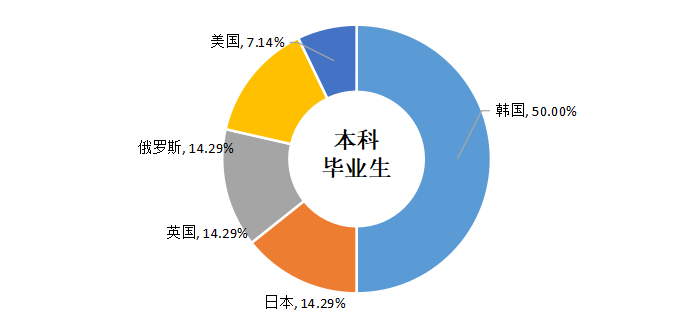 美国, 7.14%
韩国, 50.00%
本科
毕业生
俄罗斯, 14.29%
英国, 14.29%
日本, 14.29%